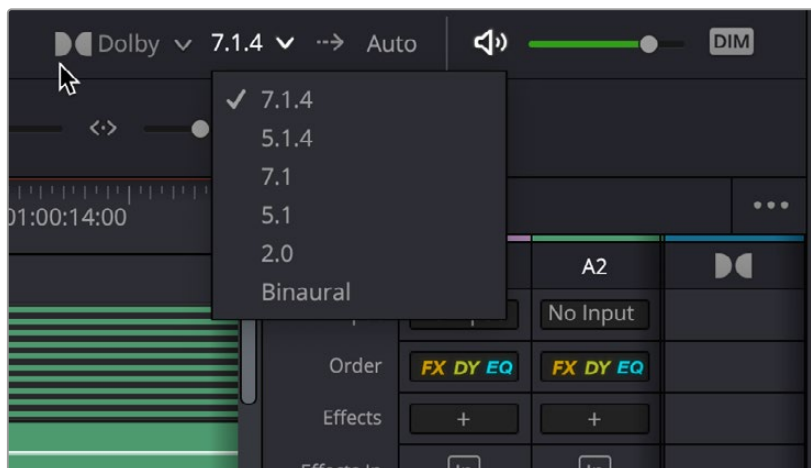 Dolby 7.1.4 Auto DIM
7.1.4
5.1.4
7.1
5.1
2.0
Binaural
01:00:14:00
A2
No Input
Order FX DY EQ FX DY EQ
Effects + +